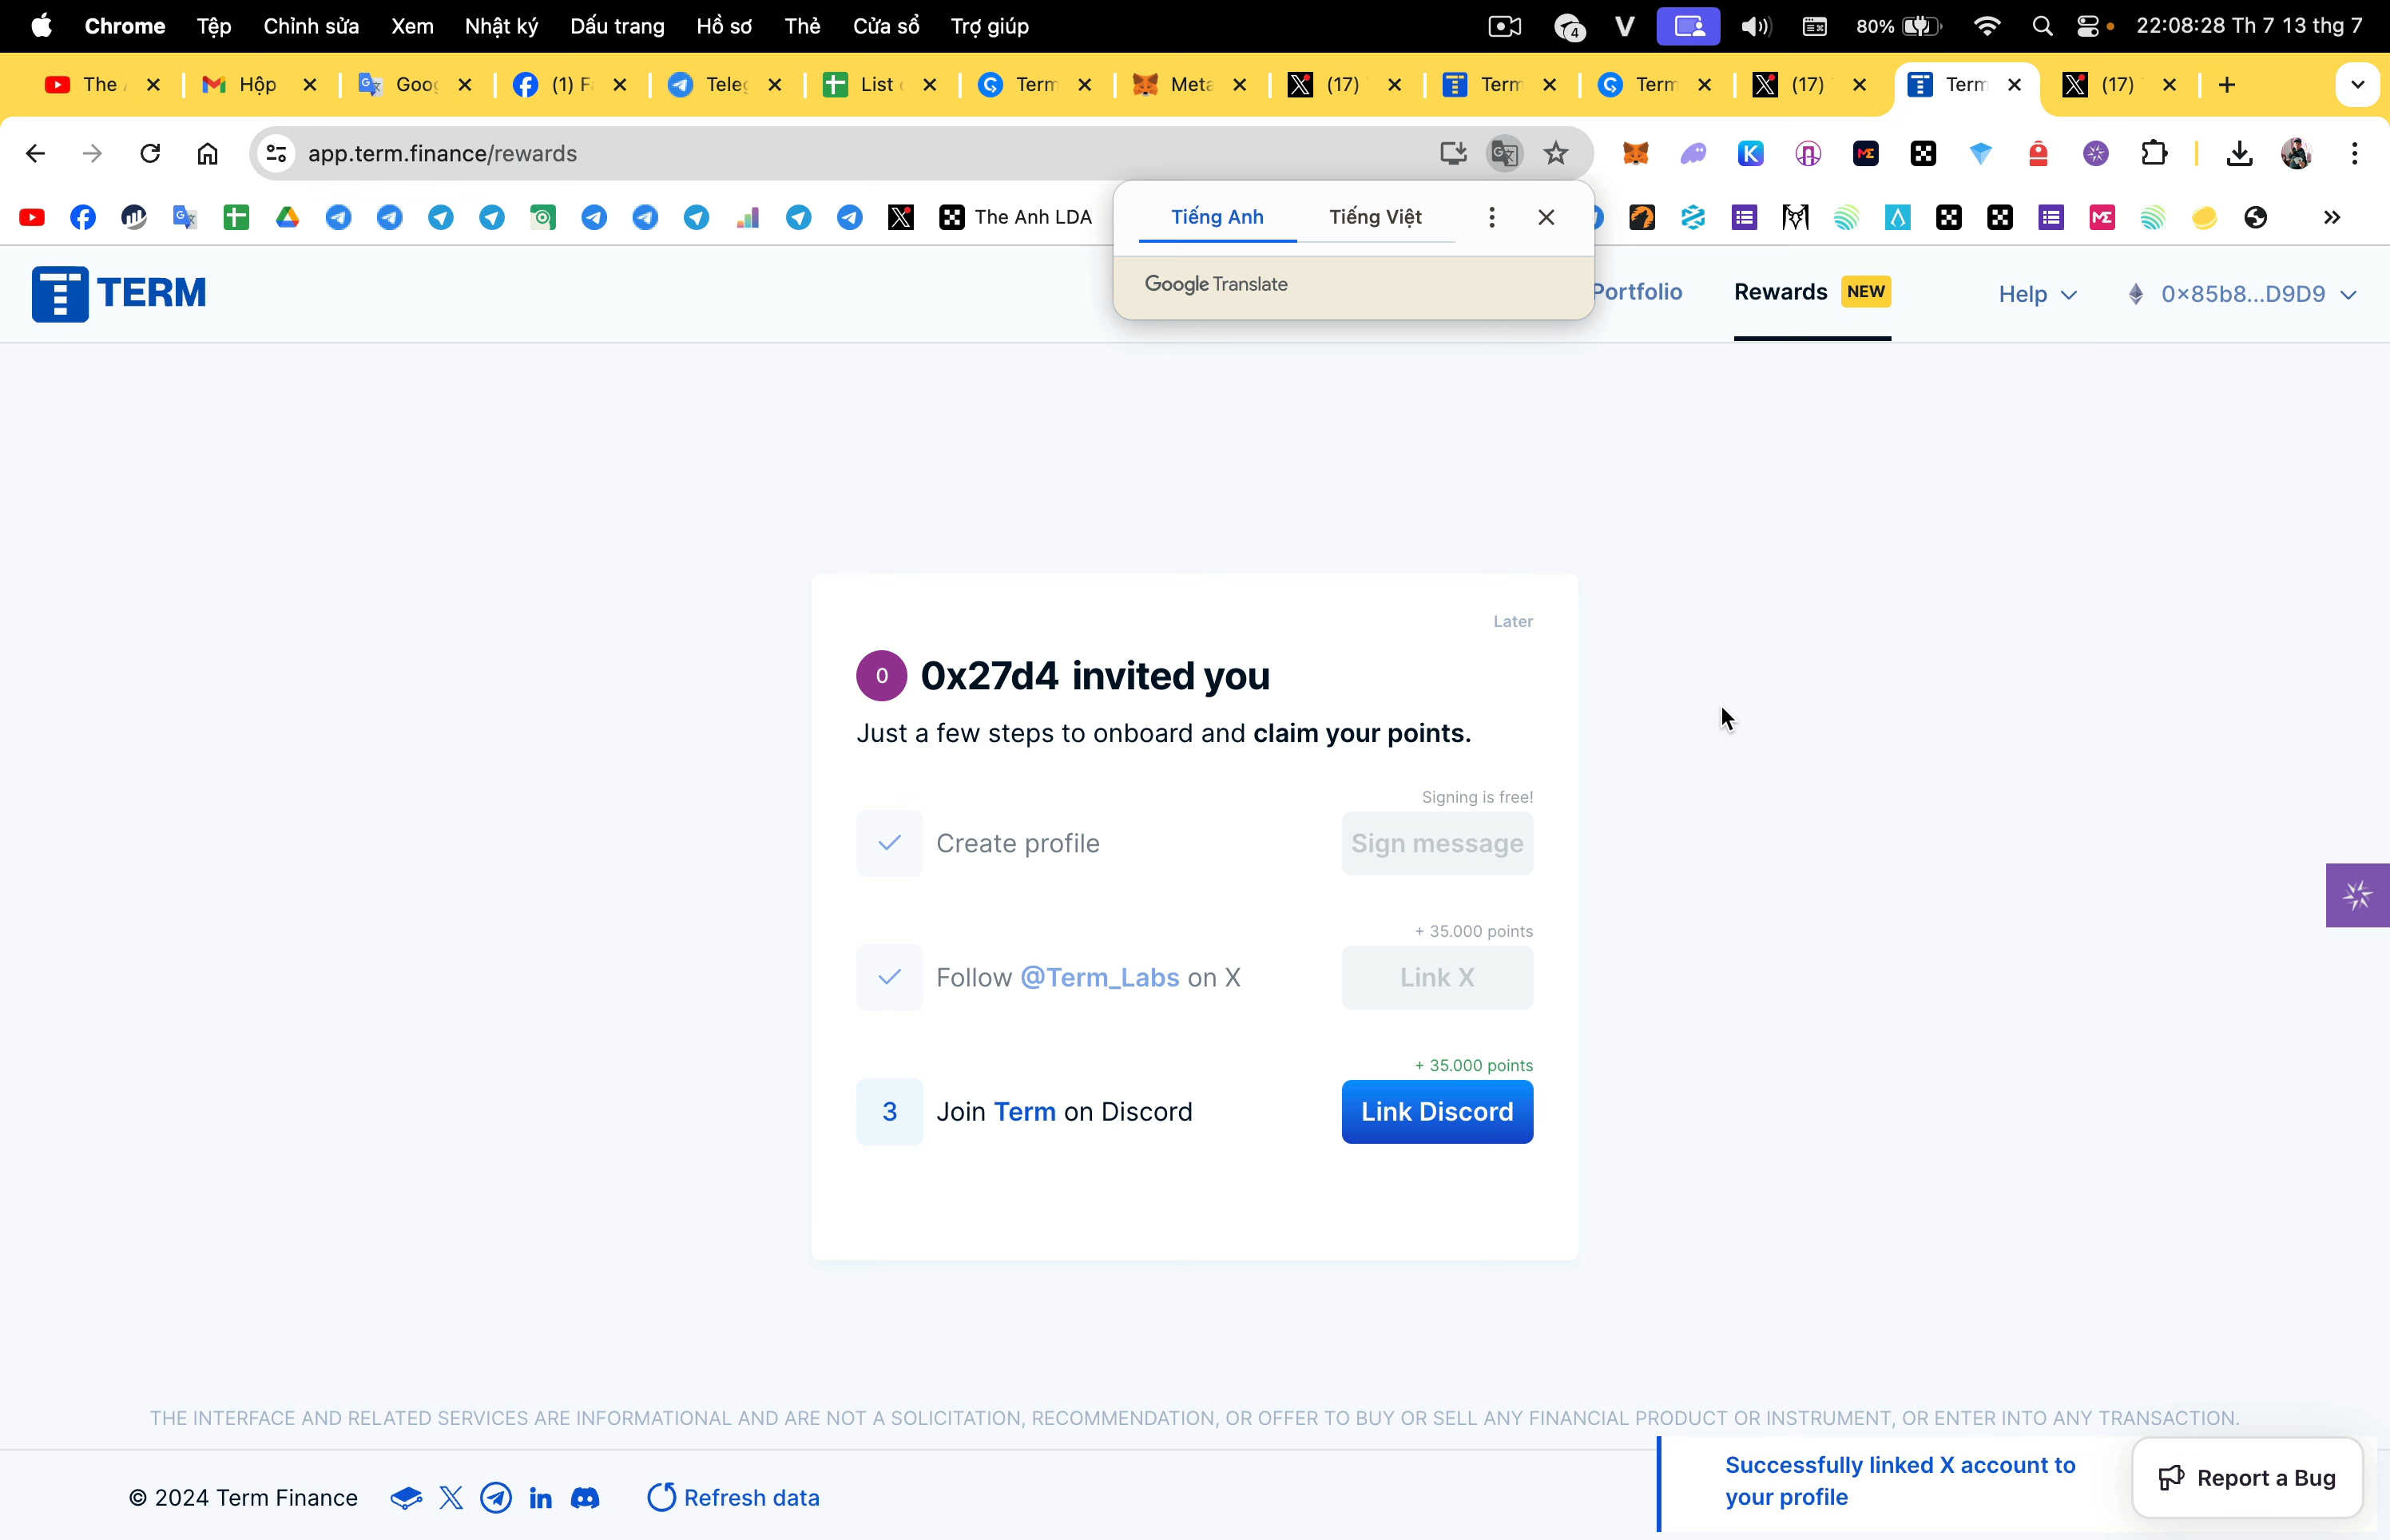 Chrome Tệp Chỉnh sửa Xem Nhật ký Dấu trang Hồ sơ Thẻ Cửa sổ Trợ giúp 4 V 80% 22:08:28 Th 7 13 thg 7
The Hộp Goog (1) F Teleg List Term Meta (17) Term Term (17) Term (17)
app.term.finance/rewards
The Anh LDA
Tiếng Anh Tiếng Việt
Google Translate
TERM Portfolio Rewards NEW Help 0×85b8...D9D9
Later
0 0x27d4 invited you
Just a few steps to onboard and claim your points.
Signing is free!
Create profile Sign message
+ 35.000 points
Follow @Term_Labs on X Link X
+ 35.000 points
3 Join Term on Discord Link Discord
THE INTERFACE AND RELATED SERVICES ARE INFORMATIONAL AND ARE NOT A SOLICITATION, RECOMMENDATION, OR OFFER TO BUY OR SELL ANY FINANCIAL PRODUCT OR INSTRUMENT, OR ENTER INTO ANY TRANSACTION.
© 2024 Term Finance Refresh data
Successfully linked X account to
your profile
Report a Bug